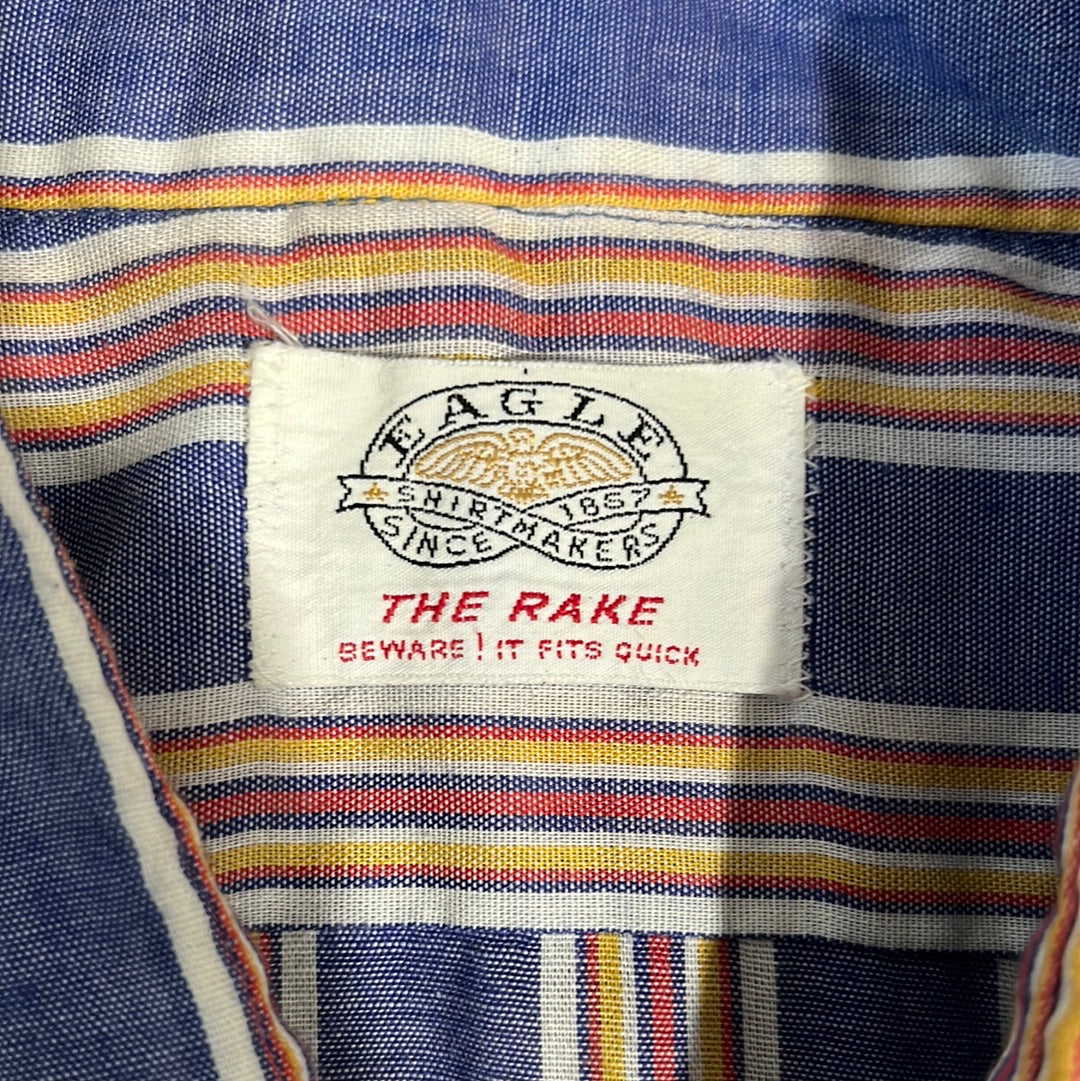 EAGLE
SHIRTMAKERS
SINCE 1867
THE RAKE
BEWARE! IT FITS QUICK